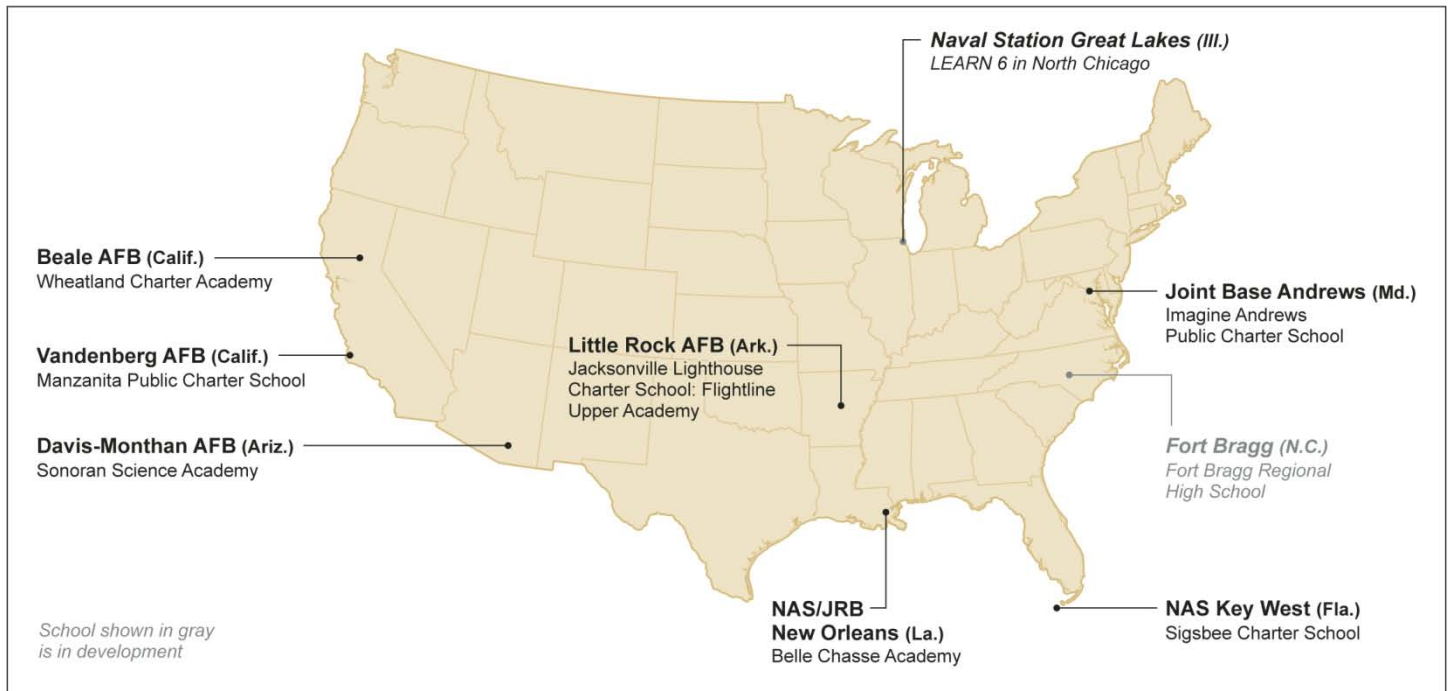 Naval Station Great Lakes (Ill.)
LEARN 6 in North Chicago
Beale AFB (Calif.)
Wheatland Charter Academy
Joint Base Andrews (Md.)
Imagine Andrews
Public Charter School
Vandenberg AFB (Calif.)
Manzanita Public Charter School
Little Rock AFB (Ark.)
Jacksonville Lighthouse
Charter School: Flightline
Upper Academy
Davis-Monthan AFB (Ariz.)
Sonoran Science Academy
Fort Bragg (N.C.)
Fort Bragg Regional
High School
NAS/JRB
New Orleans (La.)
Belle Chasse Academy
NAS Key West (Fla.)
Sigsbee Charter School
School shown in gray
is in development